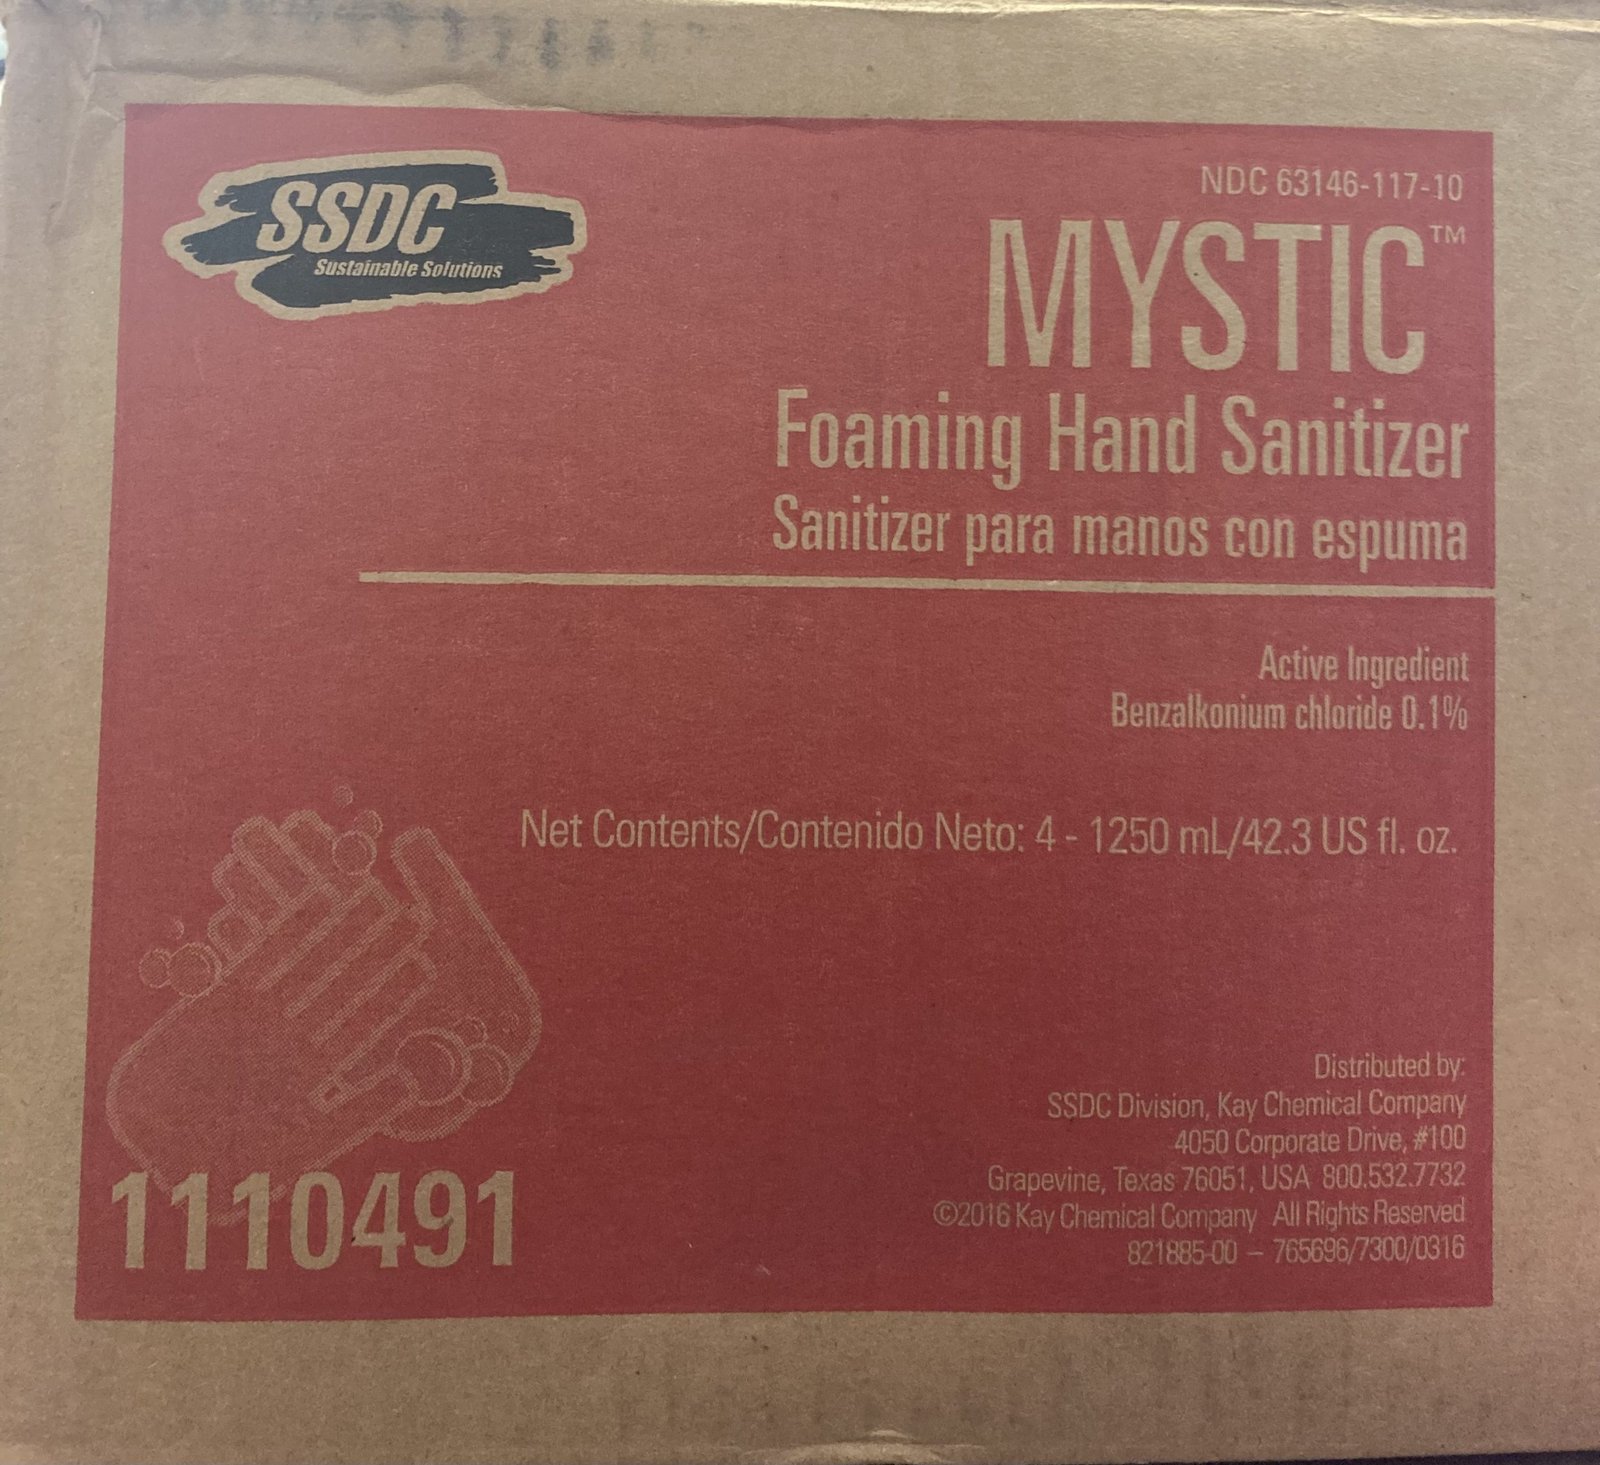 SSDC
Sustainable Solutions
NDC 63146-117-10
MYSTIC™
Foaming Hand Sanitizer
Sanitizer para manos con espuma
Active Ingredient
Benzalkonium chloride 0.1%
Net Contents/Contenido Neto: 4 - 1250 mL/42.3 US fl. oz.
Distributed by:
SSDC Division, Kay Chemical Company
4050 Corporate Drive, #100
Grapevine, Texas 76051, USA 800.532.7732
©2016 Kay Chemical Company All Rights Reserved
821885-00 – 765696/7300/0316
1110491